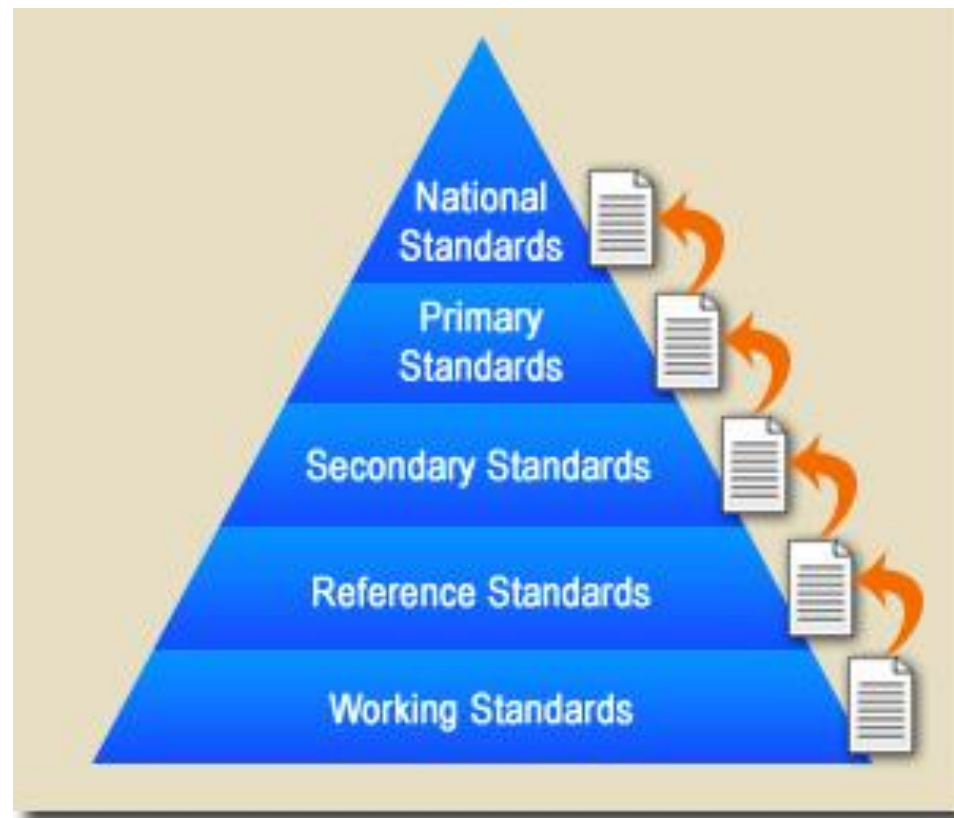 National
Standards
Primary
Standards
Secondary Standards
Reference Standards
Working Standards